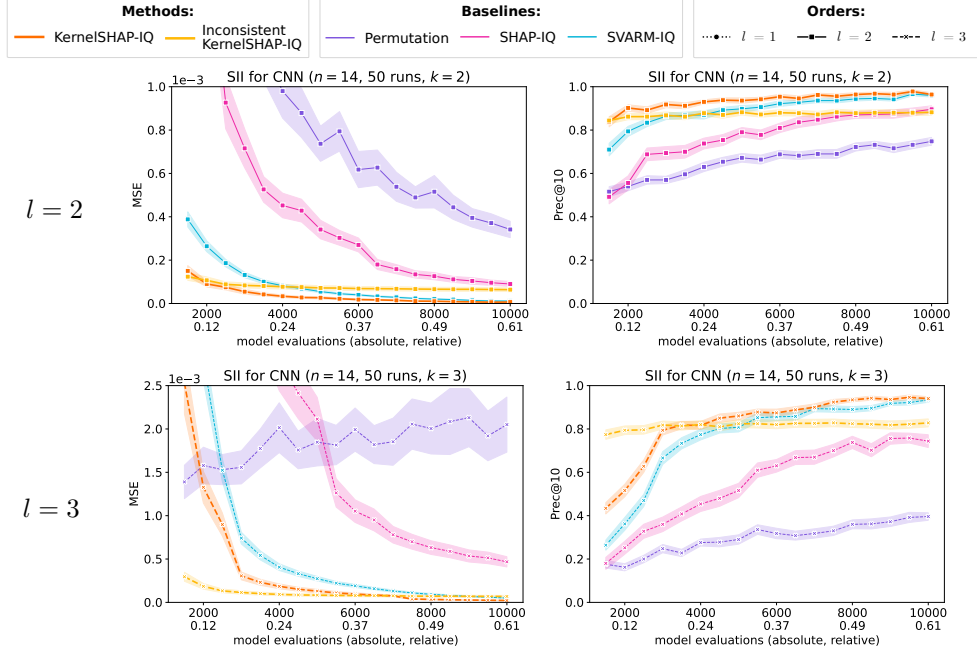 Methods:
KernelSHAP-IQ
Inconsistent
KernelSHAP-IQ
Baselines:
Permutation
SHAP-IQ
SVARM-IQ
Orders:
l = 1
l = 2
l = 3
l = 2
SII for CNN (n = 14, 50 runs, k = 2)
1e−3
MSE
1.0
0.8
0.6
0.4
0.2
0.0
2000 4000 6000 8000 10000
0.12 0.24 0.37 0.49 0.61
model evaluations (absolute, relative)
SII for CNN (n = 14, 50 runs, k = 2)
Prec@10
1.0
0.8
0.6
0.4
0.2
0.0
2000 4000 6000 8000 10000
0.12 0.24 0.37 0.49 0.61
model evaluations (absolute, relative)
l = 3
SII for CNN (n = 14, 50 runs, k = 3)
1e−3
MSE
2.5
2.0
1.5
1.0
0.5
0.0
2000 4000 6000 8000 10000
0.12 0.24 0.37 0.49 0.61
model evaluations (absolute, relative)
SII for CNN (n = 14, 50 runs, k = 3)
Prec@10
1.0
0.8
0.6
0.4
0.2
0.0
2000 4000 6000 8000 10000
0.12 0.24 0.37 0.49 0.61
model evaluations (absolute, relative)